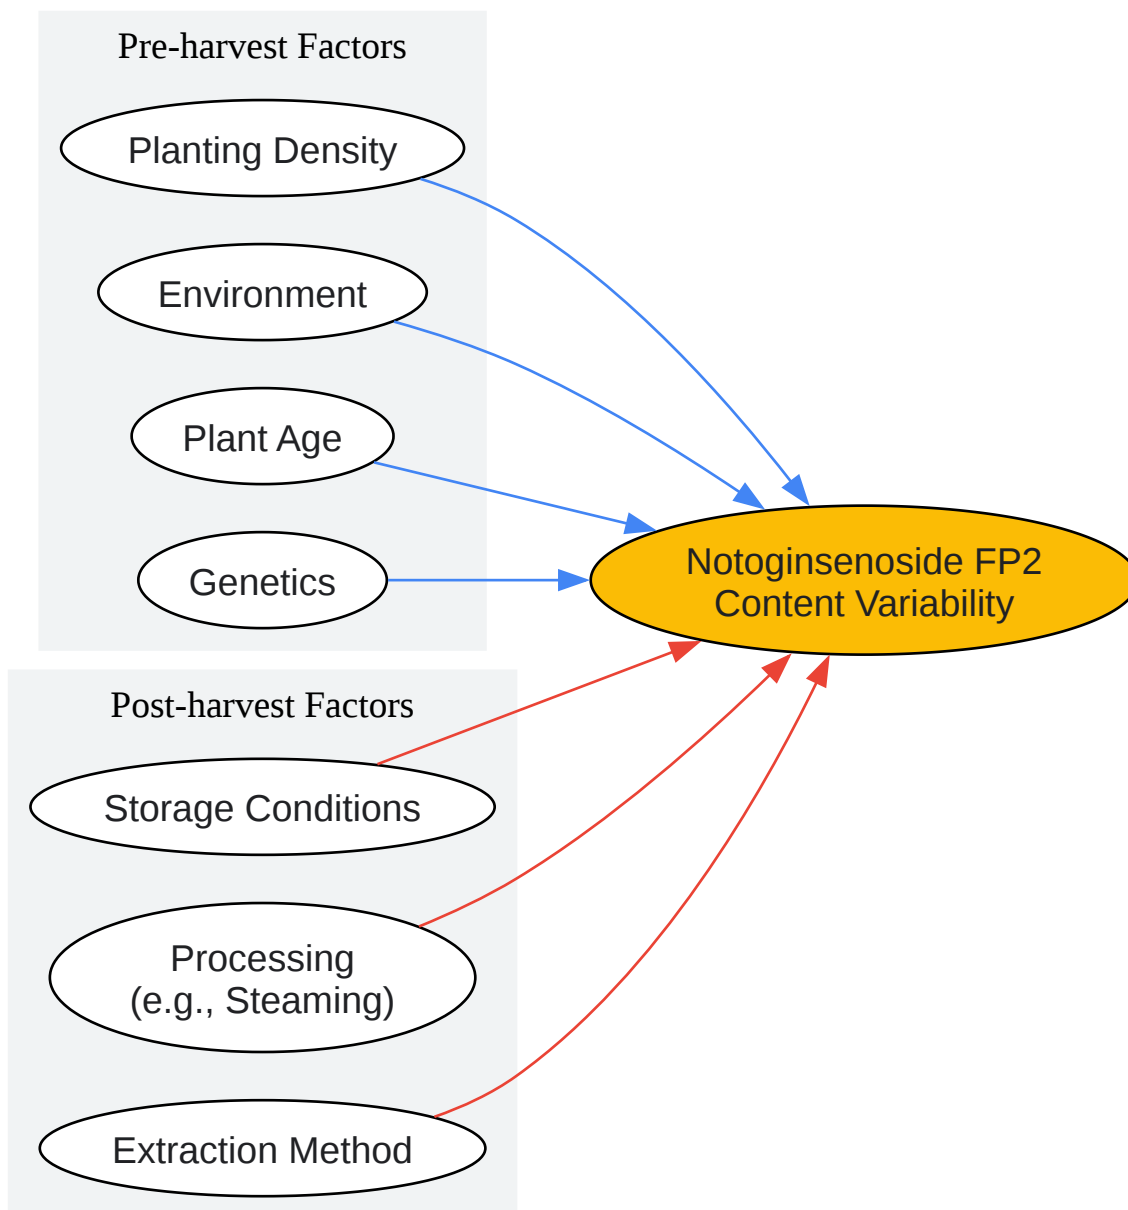 Pre-harvest Factors
Planting Density
Environment
Plant Age
Genetics
Notoginsenoside FP2
Content Variability
Post-harvest Factors
Storage Conditions
Processing
(e.g., Steaming)
Extraction Method